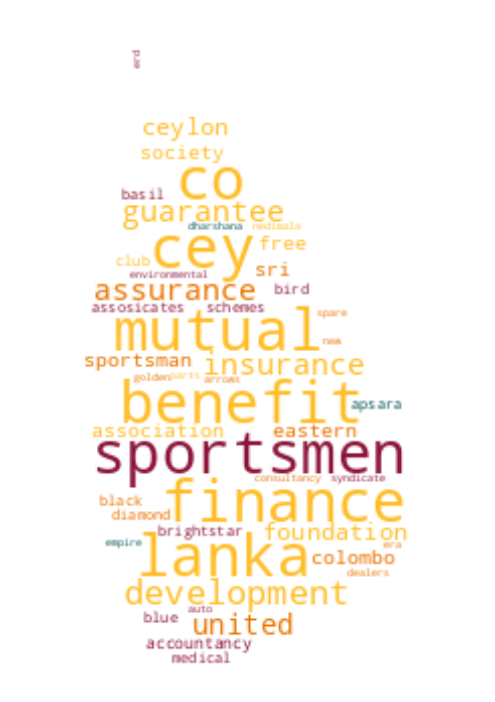 erd
ceylon
society
co
basil
guarantee
dharshana nedimala
cey free
club sri
environmental
assurance bird
assosicates schemes
mutual spare
new
sportsman insurance
golden parts arrows
benefit apsara
association eastern
sportsmen
consultancy syndicate
finance
black
diamond
brightstar foundation
empire lanka era
colombo
dealers
development
auto
blue united
accountancy
medical